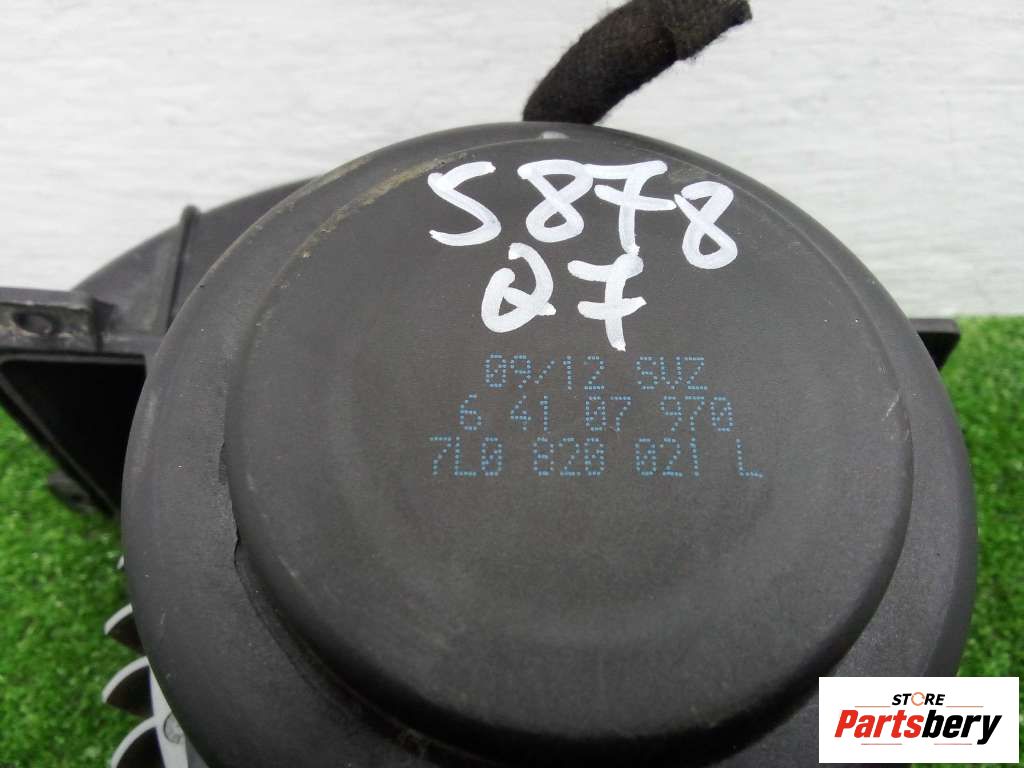 S878
Q7
09/12 SVZ
6 41 07 970
7L0 820 021 L
STORE
Partsbery